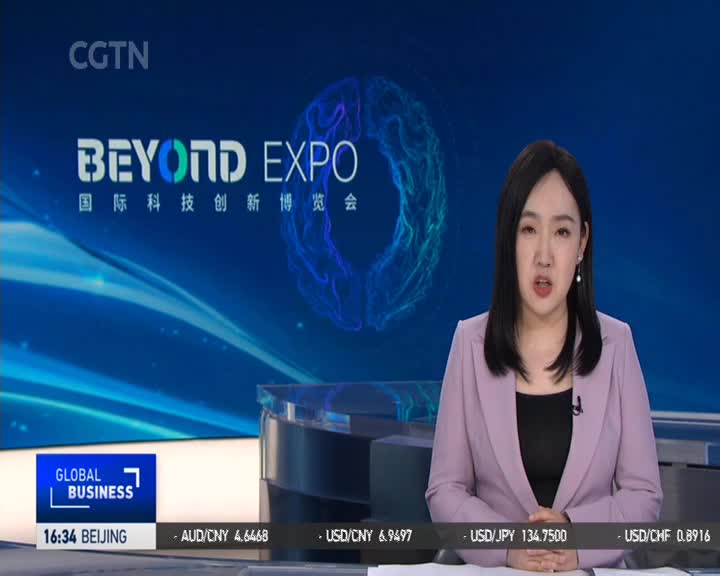 CGTN
BEYOND EXPO
国际科技创新博览会
GLOBAL
BUSINESS
16:34 BEIJING
- AUD/CNY 4.6468 - USD/CNY 6.9497 - USD/JPY 134.7500 - USD/CHF 0.8916